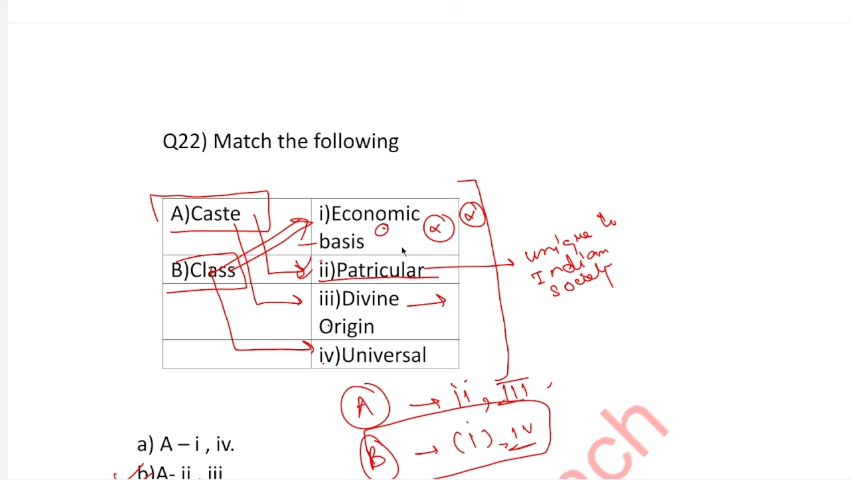 Q22) Match the following
A)Caste
i)Economic
basis
B)Class
ii)Patricular
iii)Divine
Origin
iv)Universal
unique to
Indian
society
A → ii, III
B → (i), iv
a) A – i , iv.
b)A- ii , iii